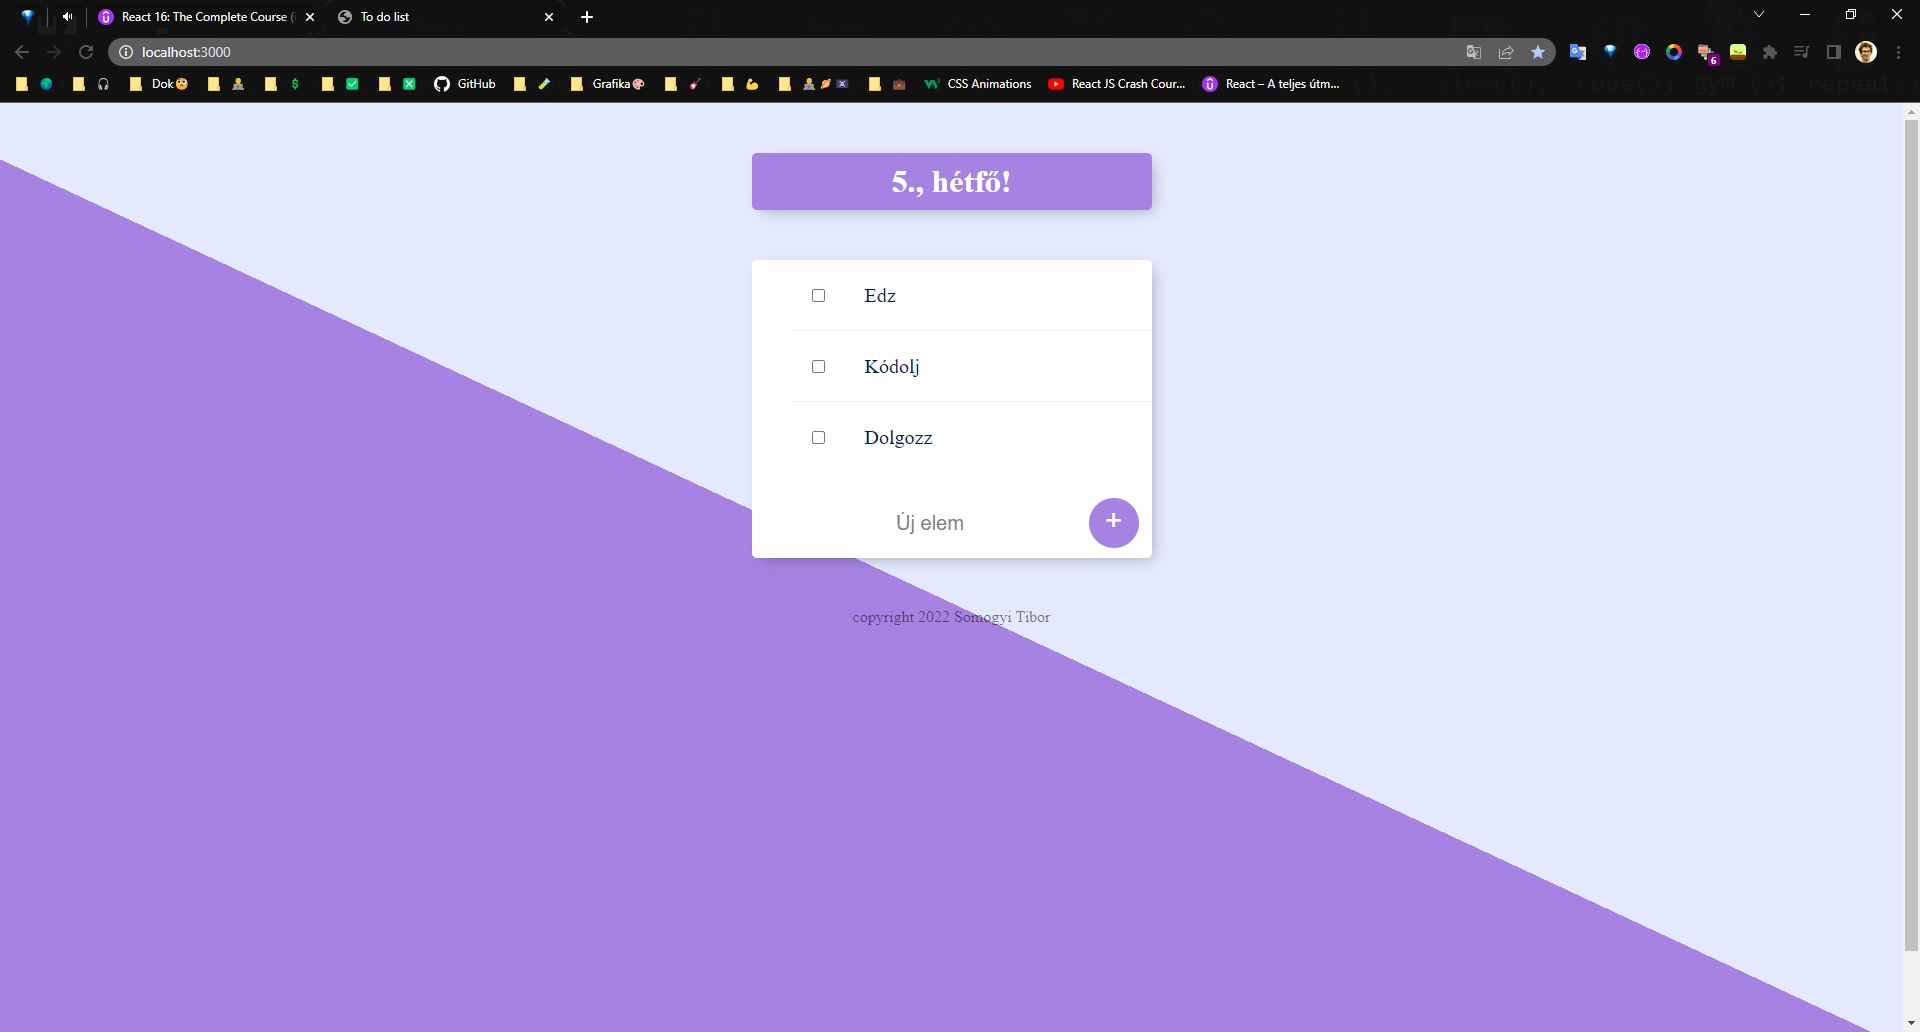 React 16: The Complete Course (i
To do list
localhost:3000
6
Dok
GitHub
Grafika
CSS Animations
React JS Crash Cour...
React – A teljes útm...
5., hétfő!
Edz
Kódolj
Dolgozz
Új elem
+
copyright 2022 Somogyi Tibor